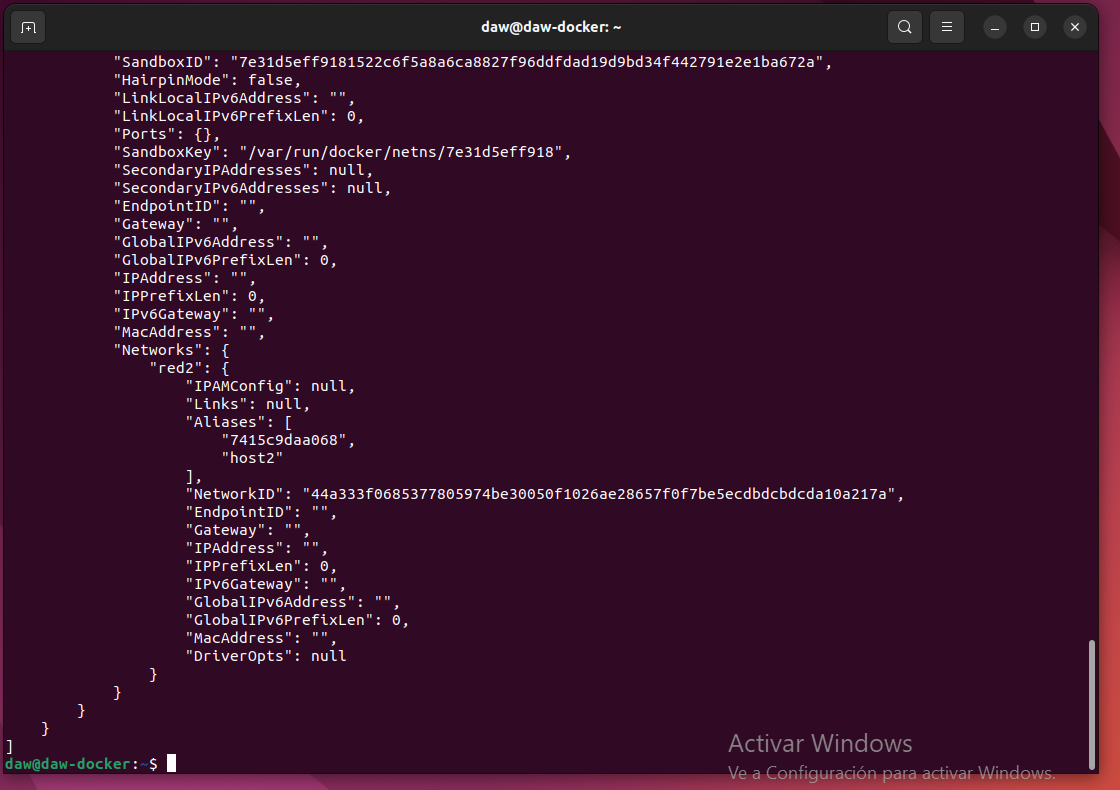 daw@daw-docker: ~
"SandboxID": "7e31d5eff9181522c6f5a8a6ca8827f96ddfdad19d9bd34f442791e2e1ba672a",
"HairpinMode": false,
"LinkLocalIPv6Address": "",
"LinkLocalIPv6PrefixLen": 0,
"Ports": {},
"SandboxKey": "/var/run/docker/netns/7e31d5eff918",
"SecondaryIPAddresses": null,
"SecondaryIPv6Addresses": null,
"EndpointID": "",
"Gateway": "",
"GlobalIPv6Address": "",
"GlobalIPv6PrefixLen": 0,
"IPAddress": "",
"IPPrefixLen": 0,
"IPv6Gateway": "",
"MacAddress": "",
"Networks": {
"red2": {
"IPAMConfig": null,
"Links": null,
"Aliases": [
"7415c9daa068",
"host2"
],
"NetworkID": "44a333f0685377805974be30050f1026ae28657f0f7be5ecdbdcbdcda10a217a",
"EndpointID": "",
"Gateway": "",
"IPAddress": "",
"IPPrefixLen": 0,
"IPv6Gateway": "",
"GlobalIPv6Address": "",
"GlobalIPv6PrefixLen": 0,
"MacAddress": "",
"DriverOpts": null
}
}
}
}
]
daw@daw-docker:~$
Activar Windows
Ve a Configuración para activar Windows.